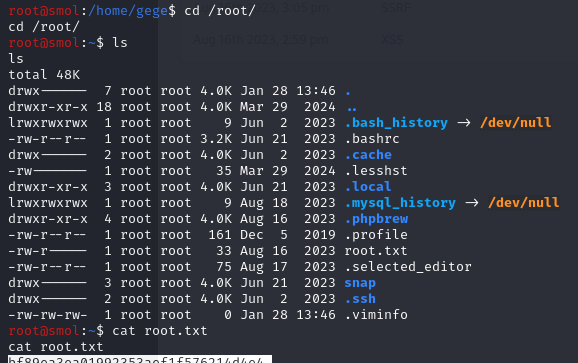 root@smol:/home/gege$ cd /root/
cd /root/
root@smol:~$ ls
ls
total 48K
drwx------  7 root root 4.0K Jan 28 13:46 .
drwxr-xr-x 18 root root 4.0K Mar 29  2024 ..
lrwxrwxrwx  1 root root    9 Jun  2  2023 .bash_history -> /dev/null
-rw-r--r--  1 root root 3.2K Jun 21  2023 .bashrc
drwx------  2 root root 4.0K Jun  2  2023 .cache
-rw-------  1 root root   35 Mar 29  2024 .lesshst
drwxr-xr-x  3 root root 4.0K Jun 21  2023 .local
lrwxrwxrwx  1 root root    9 Aug 18  2023 .mysql_history -> /dev/null
drwxr-xr-x  4 root root 4.0K Aug 16  2023 .phpbrew
-rw-r--r--  1 root root  161 Dec  5  2019 .profile
-rw-r-----  1 root root   33 Aug 16  2023 root.txt
-rw-r--r--  1 root root   75 Aug 17  2023 .selected_editor
drwx------  3 root root 4.0K Jun 21  2023 snap
drwx------  2 root root 4.0K Jun  2  2023 .ssh
-rw-rw-rw-  1 root root    0 Jan 28 13:46 .viminfo
root@smol:~$ cat root.txt
cat root.txt